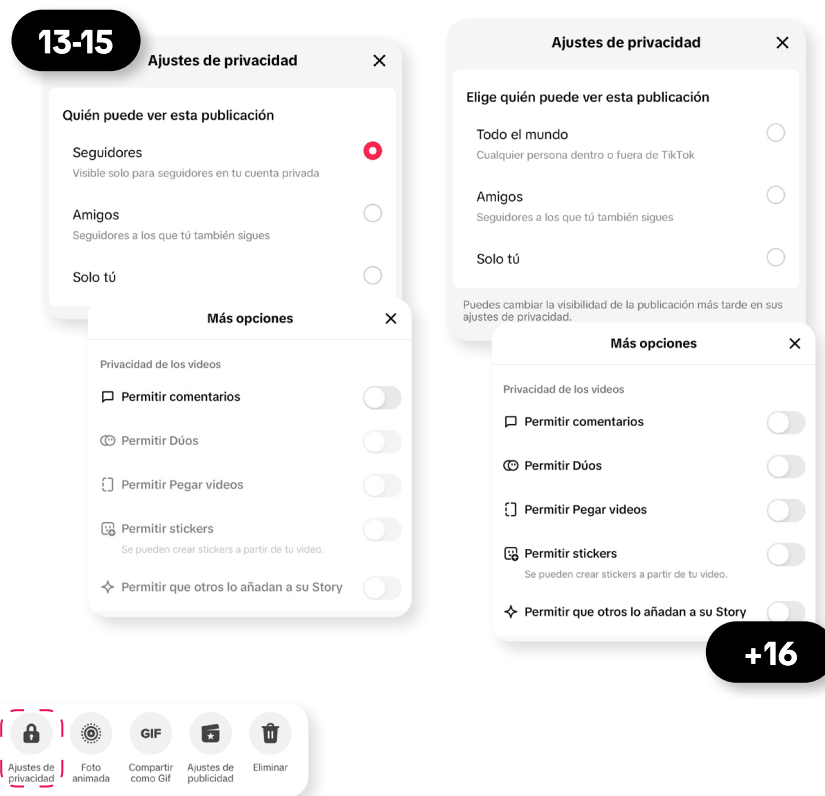 13-15
Ajustes de privacidad
Quién puede ver esta publicación
Seguidores
Visible solo para seguidores en tu cuenta privada
Amigos
Seguidores a los que tú también sigues
Solo tú
Más opciones
Privacidad de los videos
Permitir comentarios
Permitir Dúos
Permitir Pegar videos
Permitir stickers
Se pueden crear stickers a partir de tu video.
Permitir que otros lo añadan a su Story
Ajustes de privacidad
Elige quién puede ver esta publicación
Todo el mundo
Cualquier persona dentro o fuera de TikTok
Amigos
Seguidores a los que tú también sigues
Solo tú
Puedes cambiar la visibilidad de la publicación más tarde en sus
ajustes de privacidad.
Más opciones
Privacidad de los videos
Permitir comentarios
Permitir Dúos
Permitir Pegar videos
Permitir stickers
Se pueden crear stickers a partir de tu video.
Permitir que otros lo añadan a su Story
+16
Ajustes de
privacidad
Foto
animada
GIF
Compartir
como Gif
Ajustes de
publicidad
Eliminar